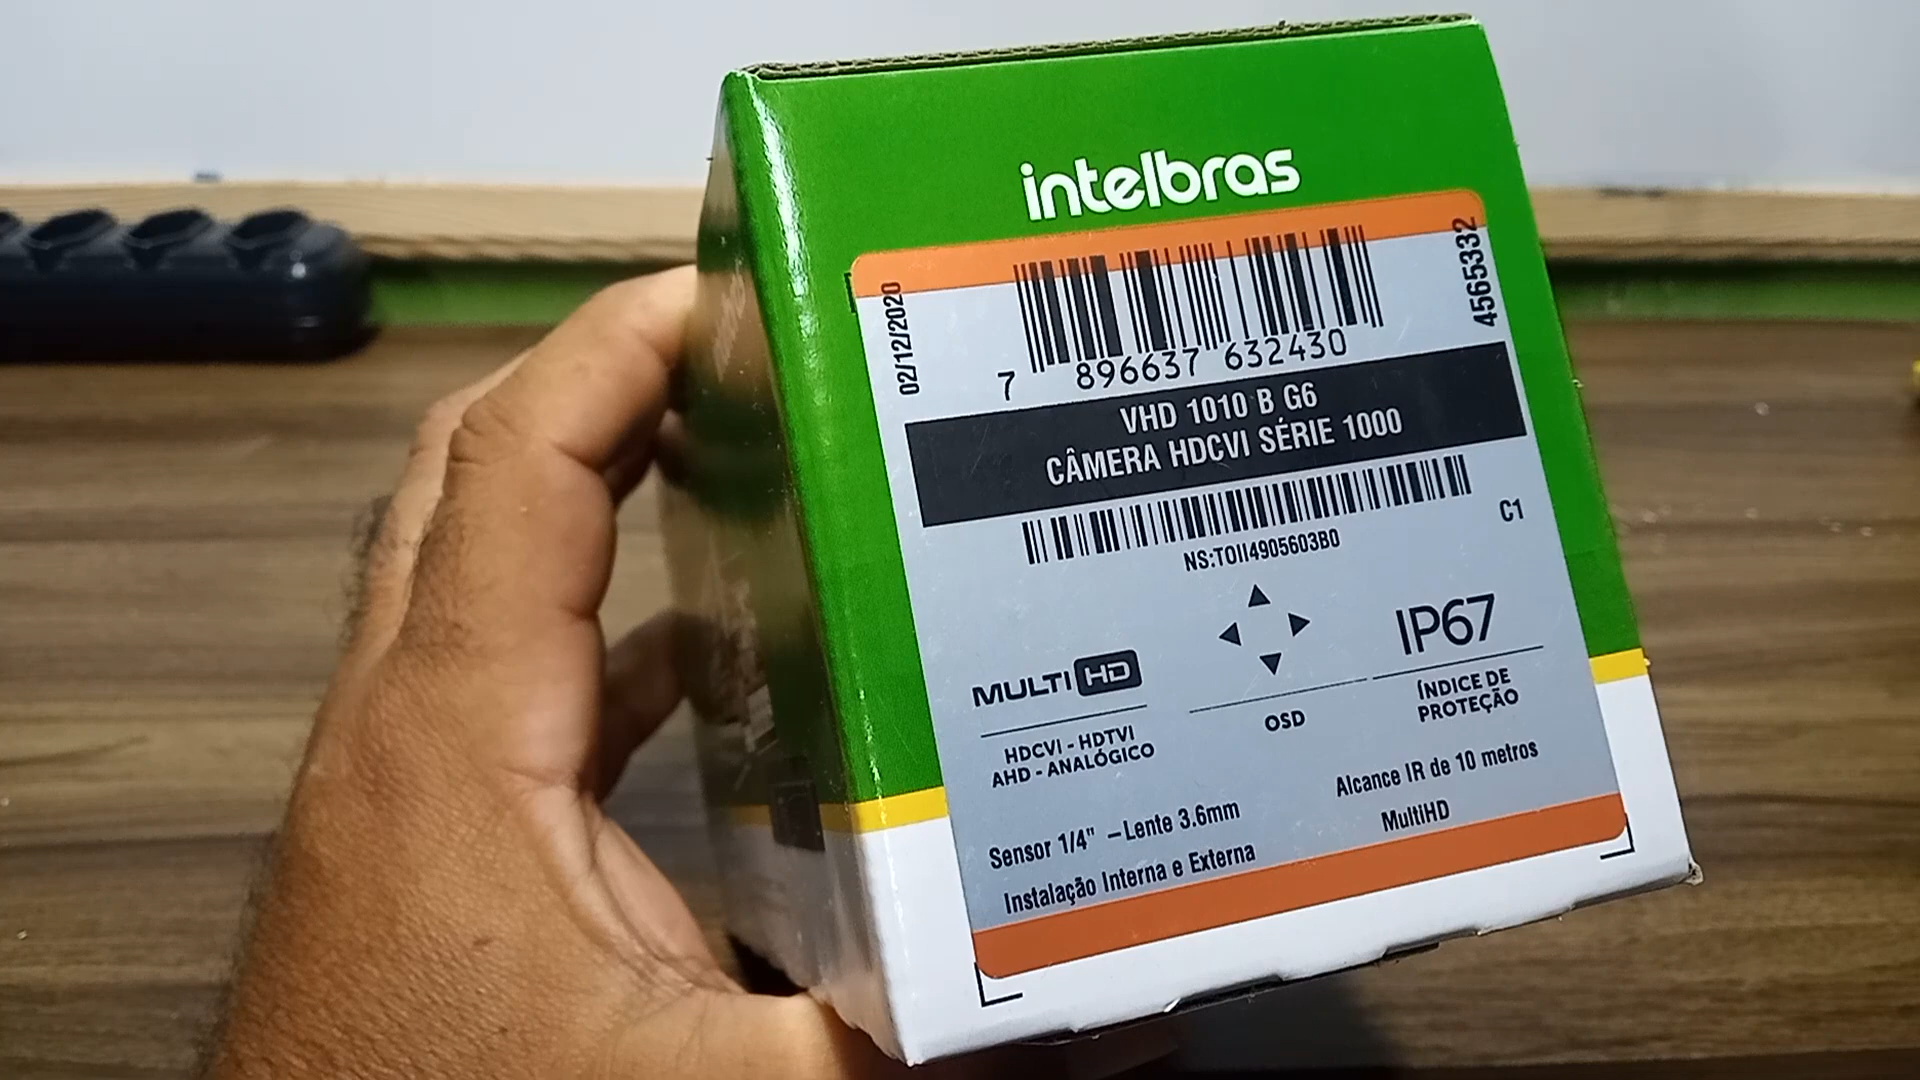 intelbras
02/12/2020
4565332
7 896637 632430
VHD 1010 B G6
CÂMERA HDCVI SÉRIE 1000
C1
NS:TOII4905603B0
MULTI HD
HDCVI - HDTVI
AHD - ANALÓGICO
OSD
IP67
ÍNDICE DE
PROTEÇÃO
Sensor 1/4" – Lente 3.6mm
Alcance IR de 10 metros
Instalação Interna e Externa
MultiHD